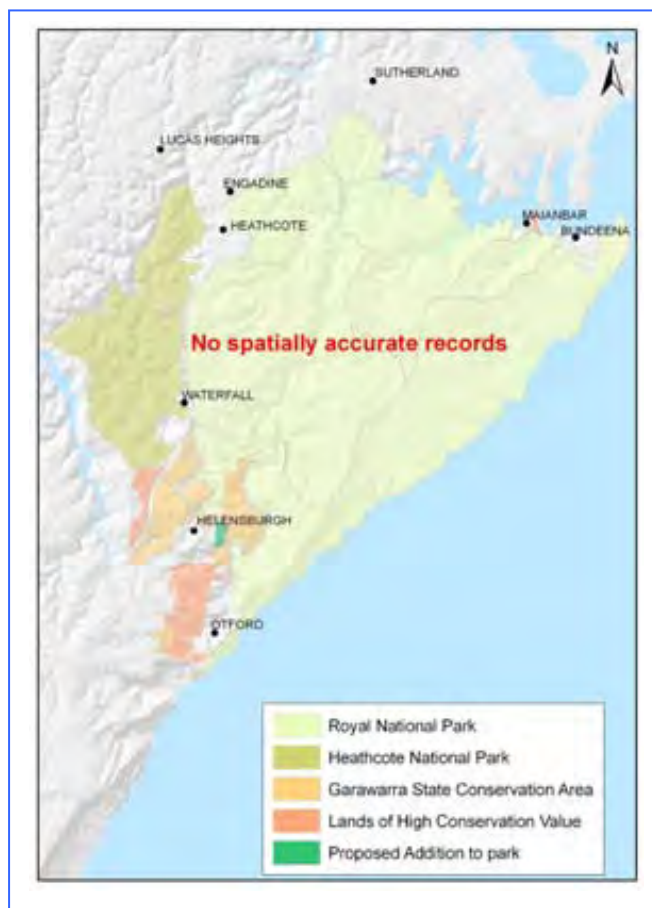 N
SUTHERLAND
LUCAS HEIGHTS
ENGADINE
HEATHCOTE
MAIANBAR
BUNDEENA
No spatially accurate records
WATERFALL
HELENSBURGH
OTFORD
Royal National Park
Heathcote National Park
Garawarra State Conservation Area
Lands of High Conservation Value
Proposed Addition to park